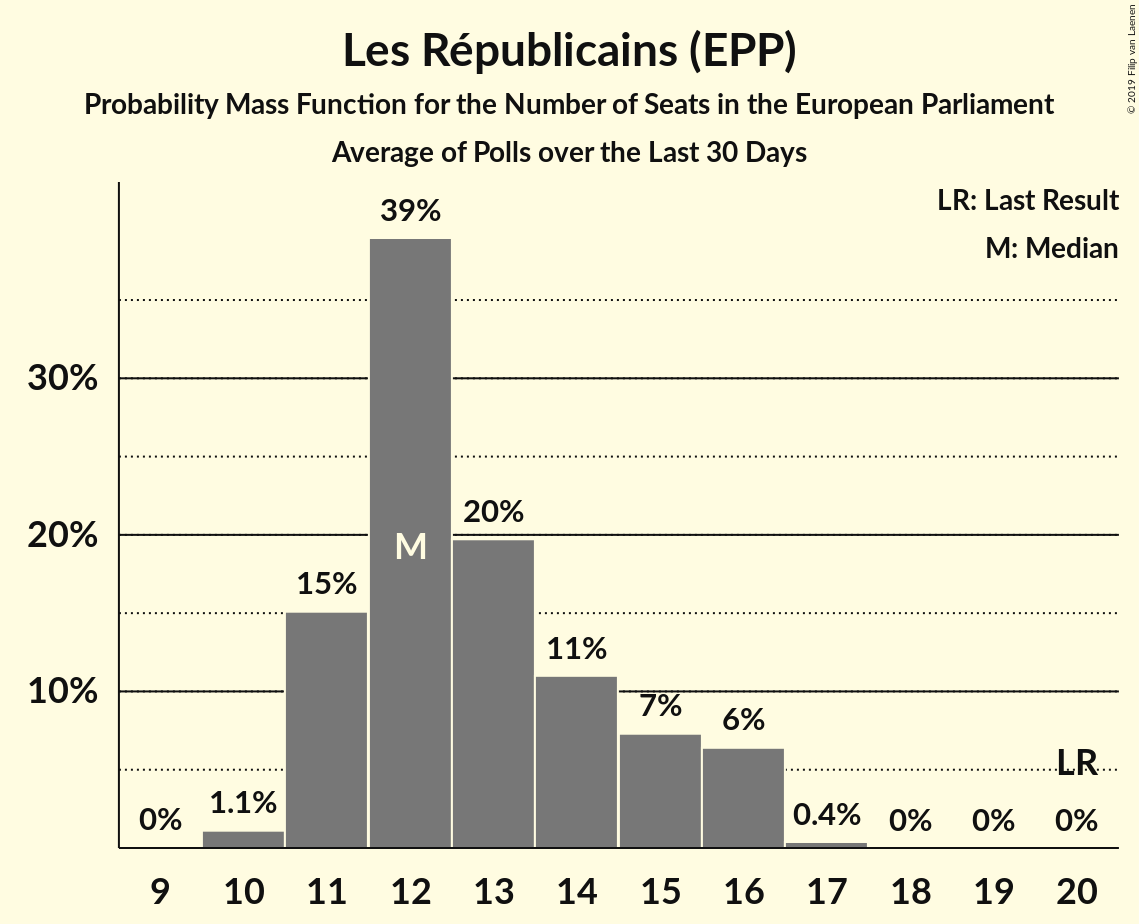 Les Républicains (EPP)
Probability Mass Function for the Number of Seats in the European Parliament
Average of Polls over the Last 30 Days
© 2019 Filip van Laenen
LR: Last Result
M: Median
30%
20%
10%
0%
1.1%
15%
39%
M
20%
11%
7%
6%
0.4%
0%
0%
LR
0%
9 10 11 12 13 14 15 16 17 18 19 20